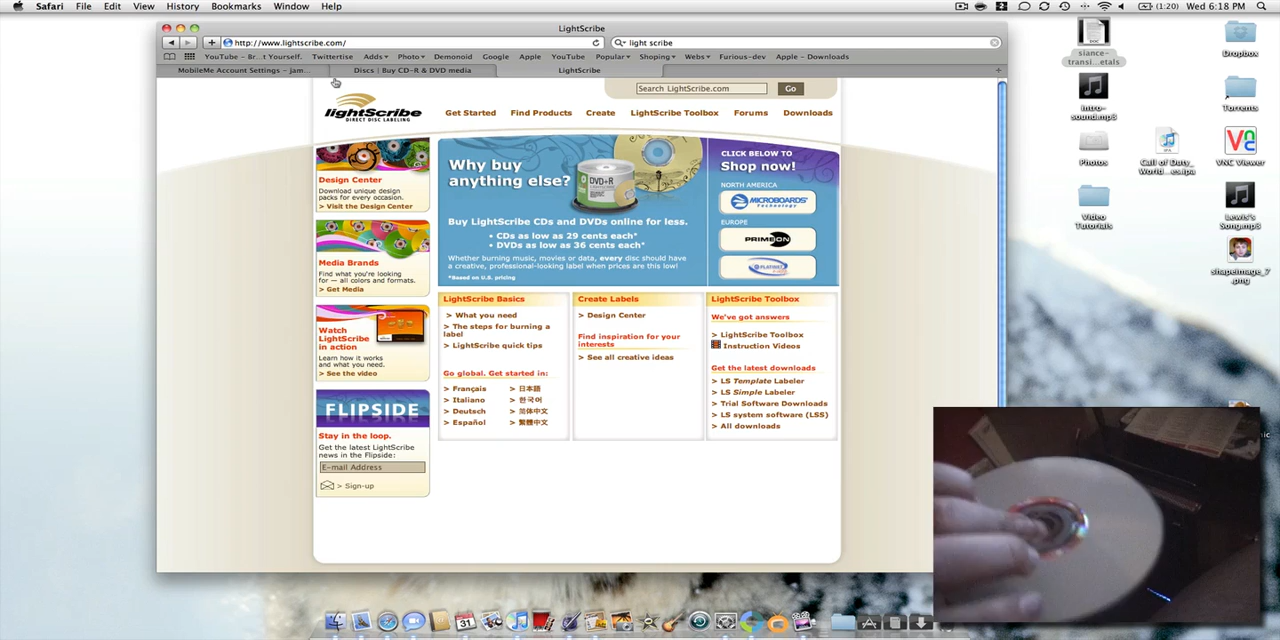 Safari File Edit View History Bookmarks Window Help
(1:20) Wed 6:18 PM
LightScribe
http://www.lightscribe.com/
light scribe
YouTube - Br...t Yourself. Twittertise Adds Photo Demonoid Google Apple YouTube Popular Shoping Webs Furious-dev Apple - Downloads
MobileMe Account Settings - jam...
Discs | Buy CD-R & DVD media
LightScribe
Search LightScribe.com
Go
lightScribe
DIRECT DISC LABELING
Get Started Find Products Create LightScribe Toolbox Forums Downloads
Design Center
Download unique design
packs for every occasion.
> Visit the Design Center
Media Brands
Find what you're looking
for — all colors and formats.
> Get Media
Watch
LightScribe
in action
Learn how it works
and what you need.
> See the video
FLIPSIDE
Stay in the loop.
Get the latest LightScribe
news in the Flipside:
E-mail Address
> Sign-up
Why buy
anything else?
DVD+R
Buy LightScribe CDs and DVDs online for less.
• CDs as low as 29 cents each*
• DVDs as low as 36 cents each*
Whether burning music, movies or data, every disc should have
a creative, professional-looking label when prices are this low!
*Based on U.S. pricing
CLICK BELOW TO
Shop now!
NORTH AMERICA
MICROBOARDS
Technology
EUROPE
PRIMEON
LightScribe Basics
> What you need
> The steps for burning a
label
> LightScribe quick tips
Go global. Get started in:
> Français > 日本語
> Italiano > 한국어
> Deutsch > 简体中文
> Español > 繁體中文
Create Labels
> Design Center
Find inspiration for your
interests
> See all creative ideas
LightScribe Toolbox
We've got answers
> LightScribe Toolbox
Instruction Videos
Get the latest downloads
> LS Template Labeler
> LS Simple Labeler
> Trial Software Downloads
> LS system software (LSS)
> All downloads
siance-
transi...etals
Dropbox
intro-
sound.mp3
Torrents
Photos
Call of Duty_
World...es.ipa
VNC Viewer
Video
Tutorials
Lewis's
Song.mp3
shapeimage_7
.png